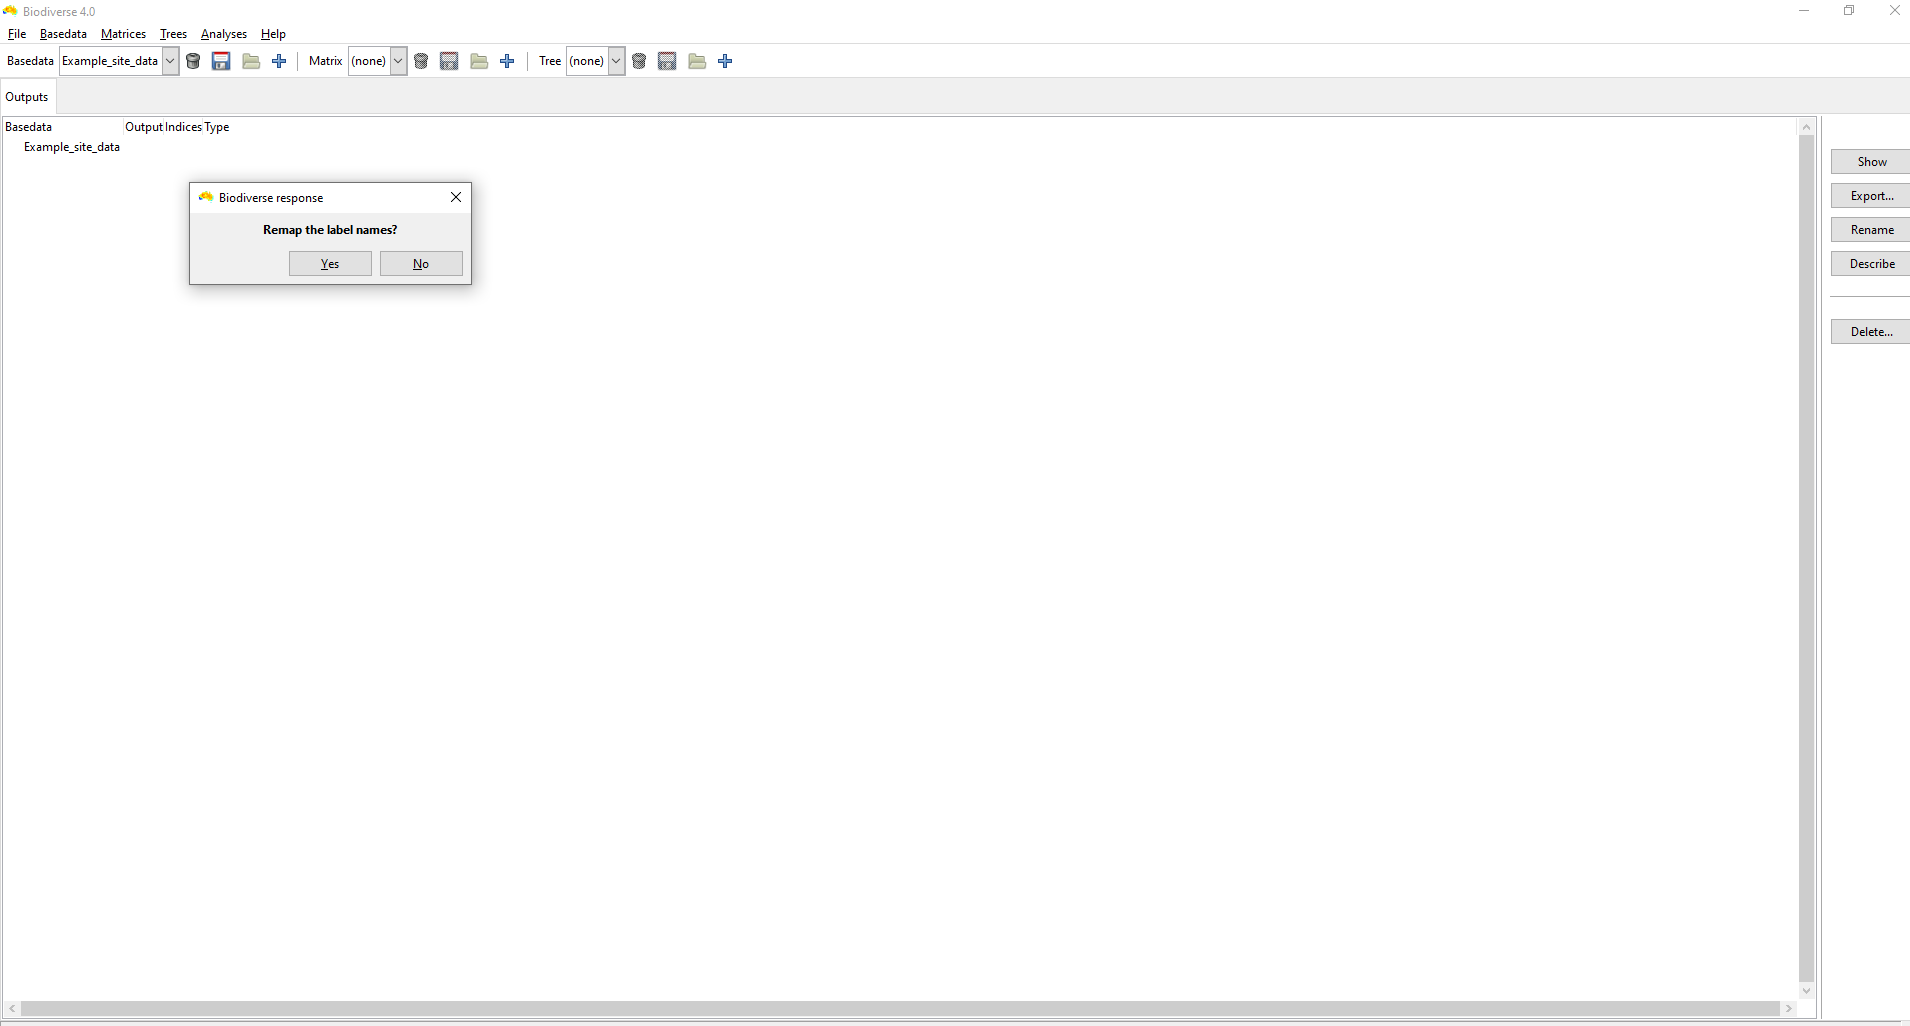 Biodiverse 4.0
File Basedata Matrices Trees Analyses Help
Basedata Example_site_data Matrix (none) Tree (none)
Outputs
Basedata Output Indices Type
Example_site_data
Show
Export...
Rename
Describe
Delete...
Biodiverse response
Remap the label names?
Yes No